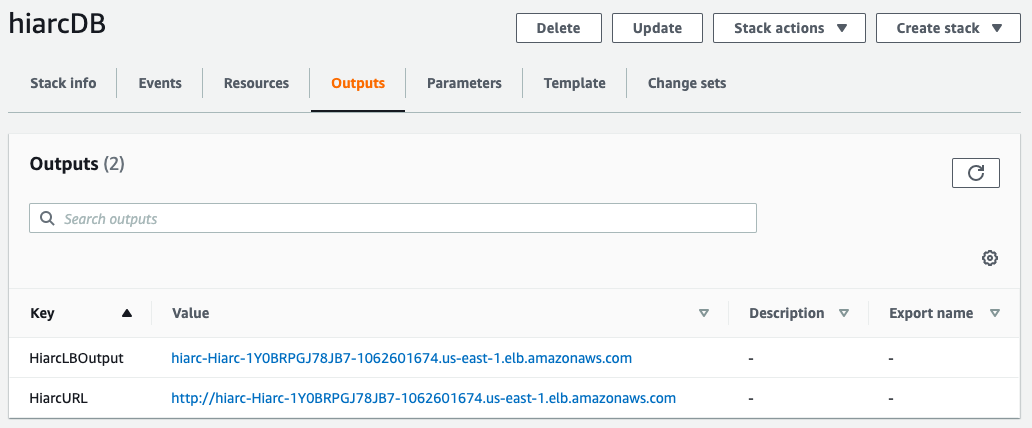 hiarcDB
Delete
Update
Stack actions
Create stack
Stack info
Events
Resources
Outputs
Parameters
Template
Change sets
Outputs (2)
Search outputs
Key Value Description Export name
HiarcLBOutput hiarc-Hiarc-1Y0BRPGJ78JB7-1062601674.us-east-1.elb.amazonaws.com - -
HiarcURL http://hiarc-Hiarc-1Y0BRPGJ78JB7-1062601674.us-east-1.elb.amazonaws.com - -